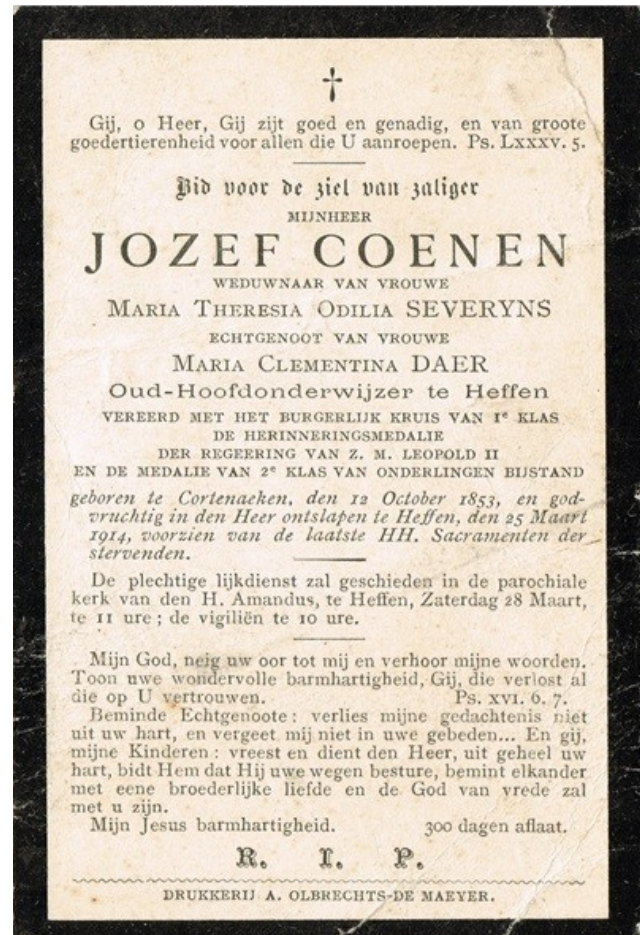 Gij, o Heer, Gij zijt goed en genadig, en van groote
goedertierenheid voor allen die U aanroepen. Ps. Lxxxv. 5.
Bid voor de ziel van zaliger
MIJNHEER
JOZEF COENEN
WEDUWNAAR VAN VROUWE
MARIA THERESIA ODILIA SEVERYNS
ECHTGENOOT VAN VROUWE
MARIA CLEMENTINA DAER
Oud-Hoofdonderwijzer te Heffen
VEREERD MET HET BURGERLIJK KRUIS VAN Iᵉ KLAS
DE HERINNERINGSMEDALIE
DER REGEERING VAN Z. M. LEOPOLD II
EN DE MEDALIE VAN 2ᵉ KLAS VAN ONDERLINGEN BIJSTAND
geboren te Cortenaeken, den 12 October 1853, en god-
vruchtig in den Heer ontslapen te Heffen, den 25 Maart
1914, voorzien van de laatste HH. Sacramenten der
stervenden.
De plechtige lijkdienst zal geschieden in de parochiale
kerk van den H. Amandus, te Heffen, Zaterdag 28 Maart,
te 11 ure ; de vigiliën te 10 ure.
Mijn God, neig uw oor tot mij en verhoor mijne woorden.
Toon uwe wondervolle barmhartigheid, Gij, die verlost al
die op U vertrouwen. Ps. xvi. 6. 7.
Beminde Echtgenoote : verlies mijne gedachtenis niet
uit uw hart, en vergeet mij niet in uwe gebeden... En gij,
mijne Kinderen : vreest en dient den Heer, uit geheel uw
hart, bidt Hem dat Hij uwe wegen besture, bemint elkander
met eene broederlijke liefde en de God van vrede zal
met u zijn.
Mijn Jesus barmhartigheid. 300 dagen aflaat.
R. I. P.
DRUKKERIJ A. OLBRECHTS-DE MAEYER.